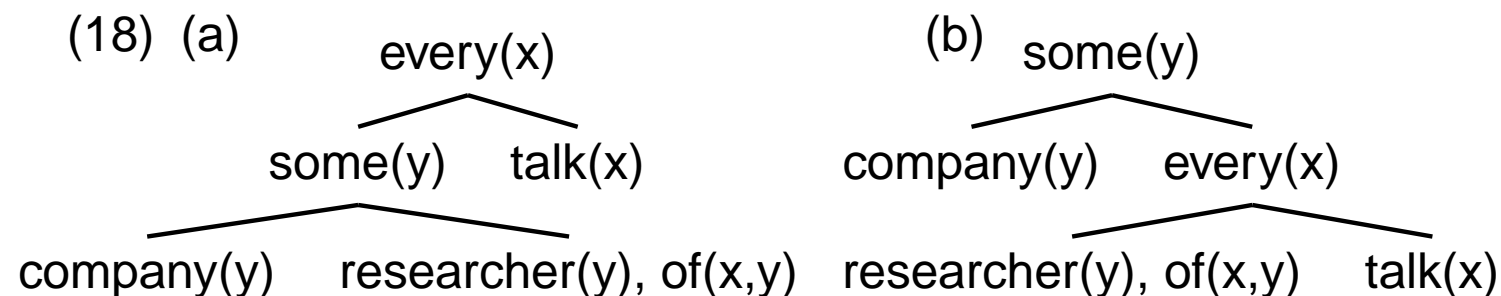 (18) (a) every(x) (b) some(y)
some(y) talk(x) company(y) every(x)
company(y) researcher(y), of(x,y) researcher(y), of(x,y) talk(x)